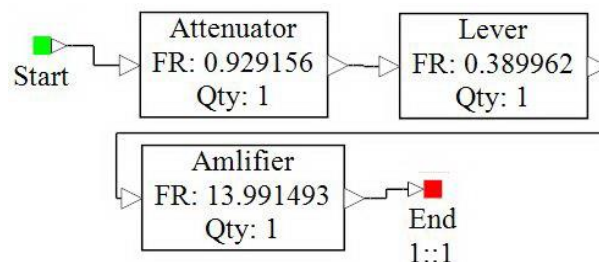 Start
Attenuator
FR: 0.929156
Qty: 1
Lever
FR: 0.389962
Qty: 1
Amlifier
FR: 13.991493
Qty: 1
End
1::1